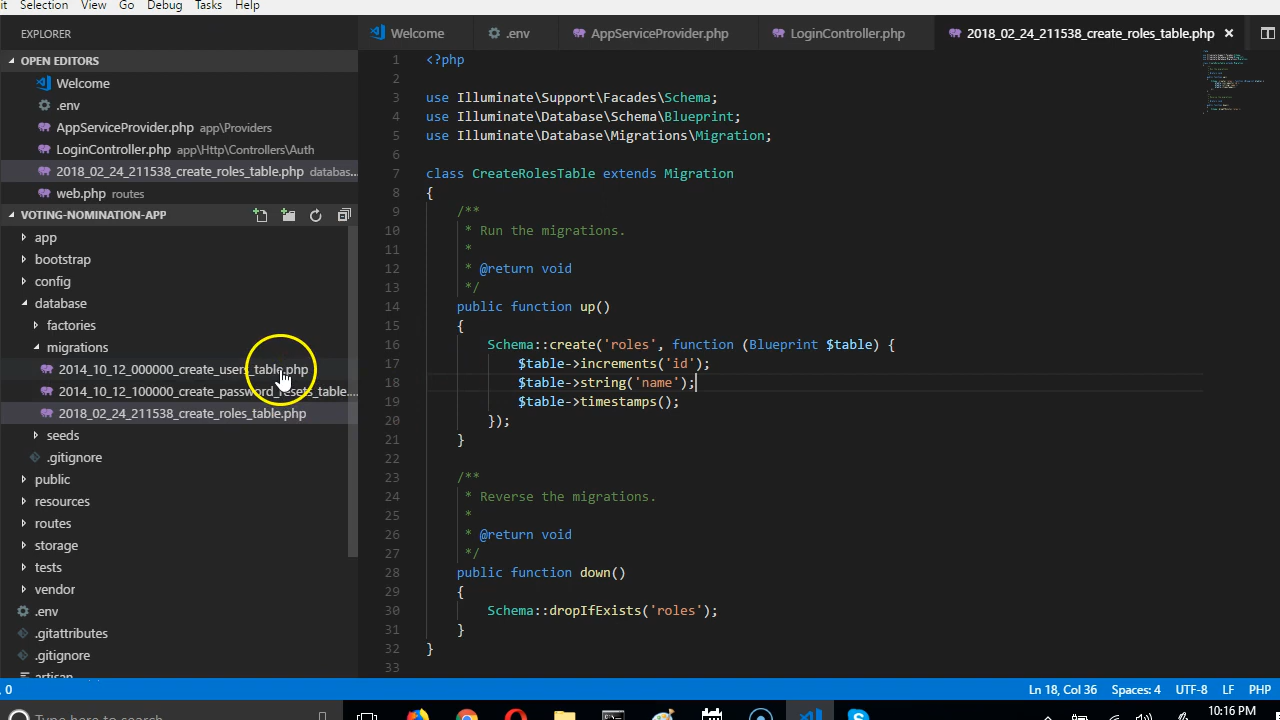 it Selection View Go Debug Tasks Help
EXPLORER
Welcome
.env
AppServiceProvider.php
LoginController.php
2018_02_24_211538_create_roles_table.php
OPEN EDITORS
Welcome
.env
AppServiceProvider.php app\Providers
LoginController.php app\Http\Controllers\Auth
2018_02_24_211538_create_roles_table.php databas...
web.php routes
VOTING-NOMINATION-APP
app
bootstrap
config
database
factories
migrations
2014_10_12_000000_create_users_table.php
2014_10_12_100000_create_password_resets_table....
2018_02_24_211538_create_roles_table.php
seeds
.gitignore
public
resources
routes
storage
tests
vendor
.env
.gitattributes
.gitignore
artisan
1 <?php
2
3 use Illuminate\Support\Facades\Schema;
4 use Illuminate\Database\Schema\Blueprint;
5 use Illuminate\Database\Migrations\Migration;
6
7 class CreateRolesTable extends Migration
8 {
9 /**
10 * Run the migrations.
11 *
12 * @return void
13 */
14 public function up()
15 {
16 Schema::create('roles', function (Blueprint $table) {
17 $table->increments('id');
18 $table->string('name');
19 $table->timestamps();
20 });
21 }
22
23 /**
24 * Reverse the migrations.
25 *
26 * @return void
27 */
28 public function down()
29 {
30 Schema::dropIfExists('roles');
31 }
32 }
33
, 0
Ln 18, Col 36 Spaces: 4 UTF-8 LF PHP
Type here to search
10:16 PM